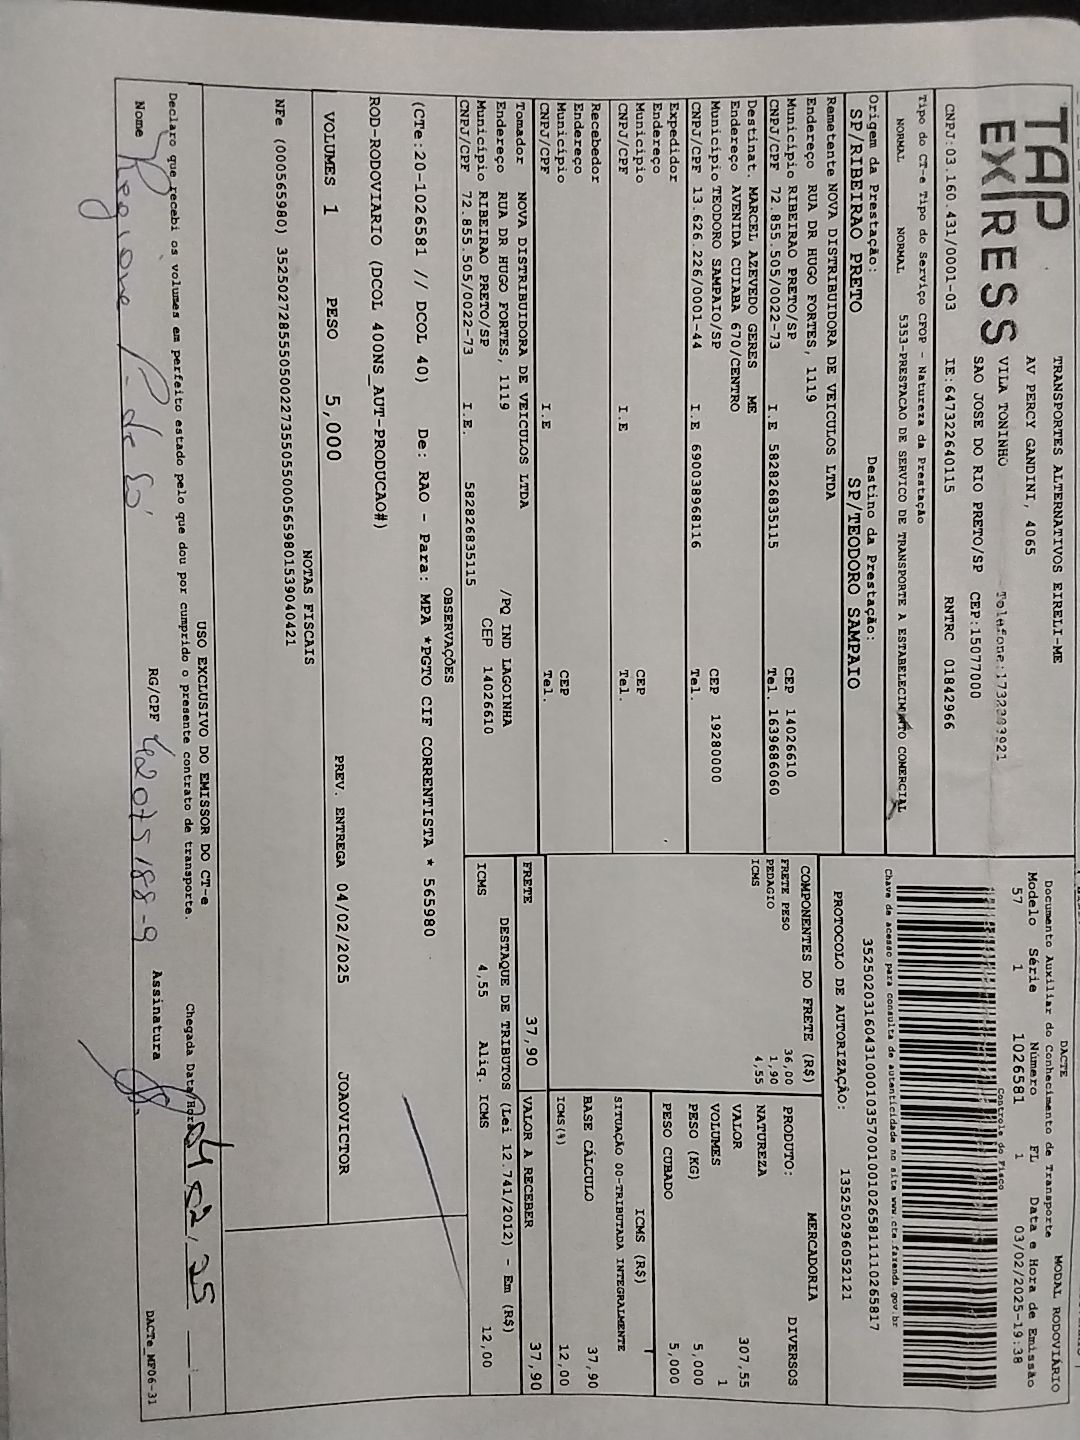 TAP
EXPRESS
TRANSPORTES ALTERNATIVOS EIRELI-ME
AV PERCY GANDINI, 4065
VILA TONINHO Telefone:1732393921
SAO JOSE DO RIO PRETO/SP CEP:15077000
CNPJ:03.160.431/0001-03 IE:647322640115 RNTRC 01842966
DACTE MODAL RODOVIÁRIO
Documento Auxiliar do Conhecimento de Transporte
Modelo Série Número FL Data e Hora de Emissão
57 1 1026581 1 03/02/2025-19:38
Controle do Fisco
Chave de acesso para consulta de autenticidade no site www.cte.fazenda.gov.br
PROTOCOLO DE AUTORIZAÇÃO: 135250296052121
Tipo do CT-e Tipo do Serviço CFOP - Natureza da Prestação
NORMAL NORMAL 5353-PRESTACAO DE SERVICO DE TRANSPORTE A ESTABELECIMENTO COMERCIAL
Origem da Prestação: Destino da Prestação:
SP/RIBEIRAO PRETO SP/TEODORO SAMPAIO
Remetente NOVA DISTRIBUIDORA DE VEICULOS LTDA
Endereço RUA DR HUGO FORTES, 1119
Município RIBEIRAO PRETO/SP CEP 14026610
CNPJ/CPF 72.855.505/0022-73 I.E 582826835115 Tel. 1639686060
Destinat. MARCEL AZEVEDO GERES ME
Endereço AVENIDA CUIABA 670/CENTRO
Município TEODORO SAMPAIO/SP CEP 19280000
CNPJ/CPF 13.626.226/0001-44 I.E 690038968116 Tel.
Expedidor
Endereço
Município CEP
CNPJ/CPF I.E Tel.
Recebedor
Endereço
Município CEP
CNPJ/CPF I.E Tel.
Tomador NOVA DISTRIBUIDORA DE VEICULOS LTDA
Endereço RUA DR HUGO FORTES, 1119 /PQ IND LAGOINHA
Município RIBEIRAO PRETO/SP CEP 14026610
CNPJ/CPF 72.855.505/0022-73 I.E. 582826835115
COMPONENTES DO FRETE (R$)
FRETE PESO 36,00
PEDAGIO 1,90
ICMS 4,55
PRODUTO: MERCADORIA
NATUREZA DIVERSOS
VALOR 307,55
VOLUMES 1
PESO (KG) 5,000
PESO CUBADO 5,000
ICMS (R$)
SITUAÇÃO 00-TRIBUTADA INTEGRALMENTE
BASE CÁLCULO 37,90
ICMS(%) 12,00
FRETE 37,90 VALOR A RECEBER 37,90
DESTAQUE DE TRIBUTOS (Lei 12.741/2012) - Em (R$)
ICMS 4,55 Aliq. ICMS 12,00
OBSERVAÇÕES
(CTe:20-1026581 // DCOL 40) De: RAO - Para: MPA *PGTO CIF CORRENTISTA * 565980
ROD-RODOVIARIO (DCOL 400NS_AUT-PRODUCAO#)
VOLUMES 1 PESO 5,000 PREV. ENTREGA 04/02/2025 JOAOVICTOR
NOTAS FISCAIS
USO EXCLUSIVO DO EMISSOR DO CT-e
Declaro que recebi os volumes em perfeito estado pelo que dou por cumprido o presente contrato de transporte. Chegada Data/Hora 04/02/25 __:__
Nome RG/CPF 42075188-9 Assinatura
DACTe_MF06-31